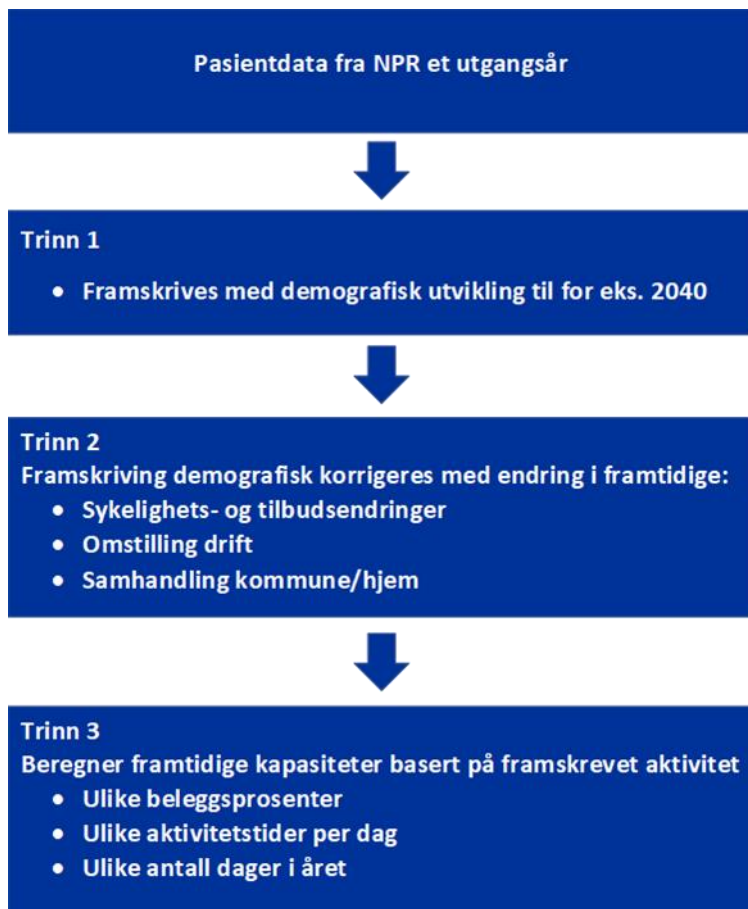 Pasientdata fra NPR et utgangsår
Trinn 1
• Framskrives med demografisk utvikling til for eks. 2040
Trinn 2
Framskriving demografisk korrigeres med endring i framtidige:
• Sykelighets- og tilbudsendringer
• Omstilling drift
• Samhandling kommune/hjem
Trinn 3
Beregner framtidige kapasiteter basert på framskrevet aktivitet
• Ulike beleggsprosenter
• Ulike aktivitetstider per dag
• Ulike antall dager i året